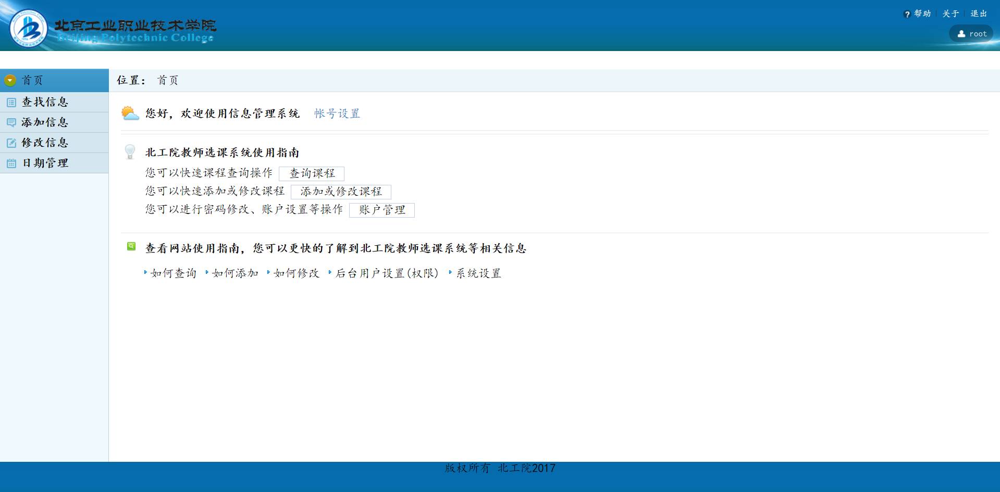 北京工业职业技术学院
Beijing Polytechnic College
帮助 关于 退出
root
首页
查找信息
添加信息
修改信息
日期管理
位置： 首页
您好，欢迎使用信息管理系统 帐号设置
北工院教师选课系统使用指南
您可以快速课程查询操作 查询课程
您可以快速添加或修改课程 添加或修改课程
您可以进行密码修改、账户设置等操作 账户管理
查看网站使用指南，您可以更快的了解到北工院教师选课系统等相关信息
如何查询 如何添加 如何修改 后台用户设置(权限) 系统设置
版权所有 北工院2017